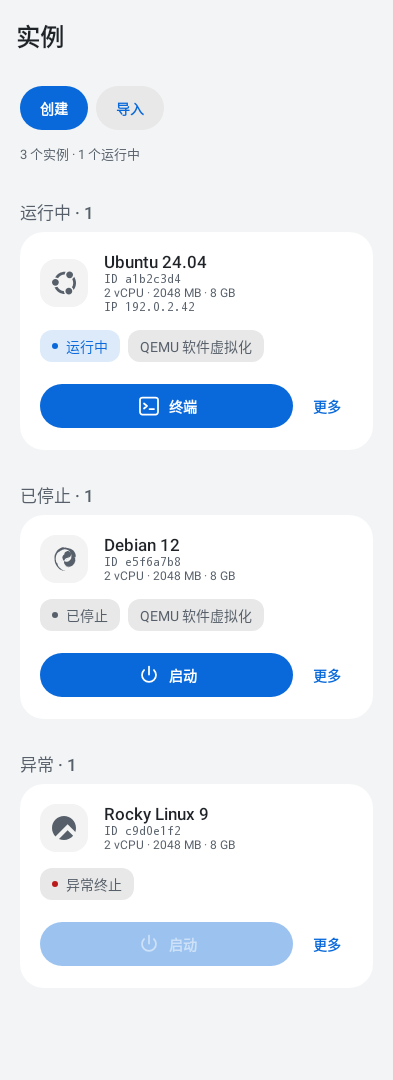 实例
创建
导入
3 个实例 · 1 个运行中
运行中 · 1
Ubuntu 24.04
ID a1b2c3d4
2 vCPU · 2048 MB · 8 GB
IP 192.0.2.42
运行中
QEMU 软件虚拟化
终端
更多
已停止 · 1
Debian 12
ID e5f6a7b8
2 vCPU · 2048 MB · 8 GB
已停止
QEMU 软件虚拟化
启动
更多
异常 · 1
Rocky Linux 9
ID c9d0e1f2
2 vCPU · 2048 MB · 8 GB
异常终止
启动
更多